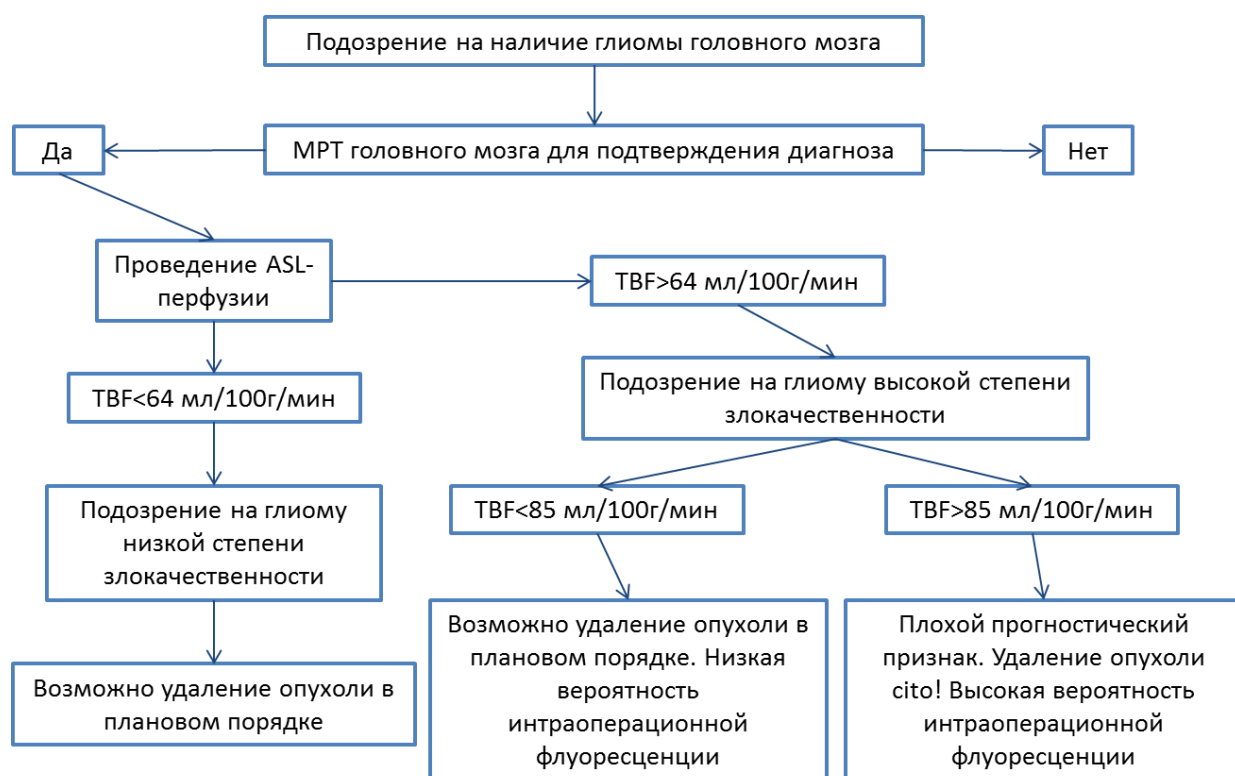 Подозрение на наличие глиомы головного мозга
Да
МРТ головного мозга для подтверждения диагноза
Нет
Проведение ASL-
перфузии
TBF>64 мл/100г/мин
TBF<64 мл/100г/мин
Подозрение на глиому высокой степени
злокачественности
Подозрение на глиому
низкой степени
злокачественности
TBF<85 мл/100г/мин
TBF>85 мл/100г/мин
Возможно удаление опухоли в
плановом порядке
Возможно удаление опухоли в
плановом порядке. Низкая
вероятность
интраоперационной
флуоресценции
Плохой прогностический
признак. Удаление опухоли
cito! Высокая вероятность
интраоперационной
флуоресценции